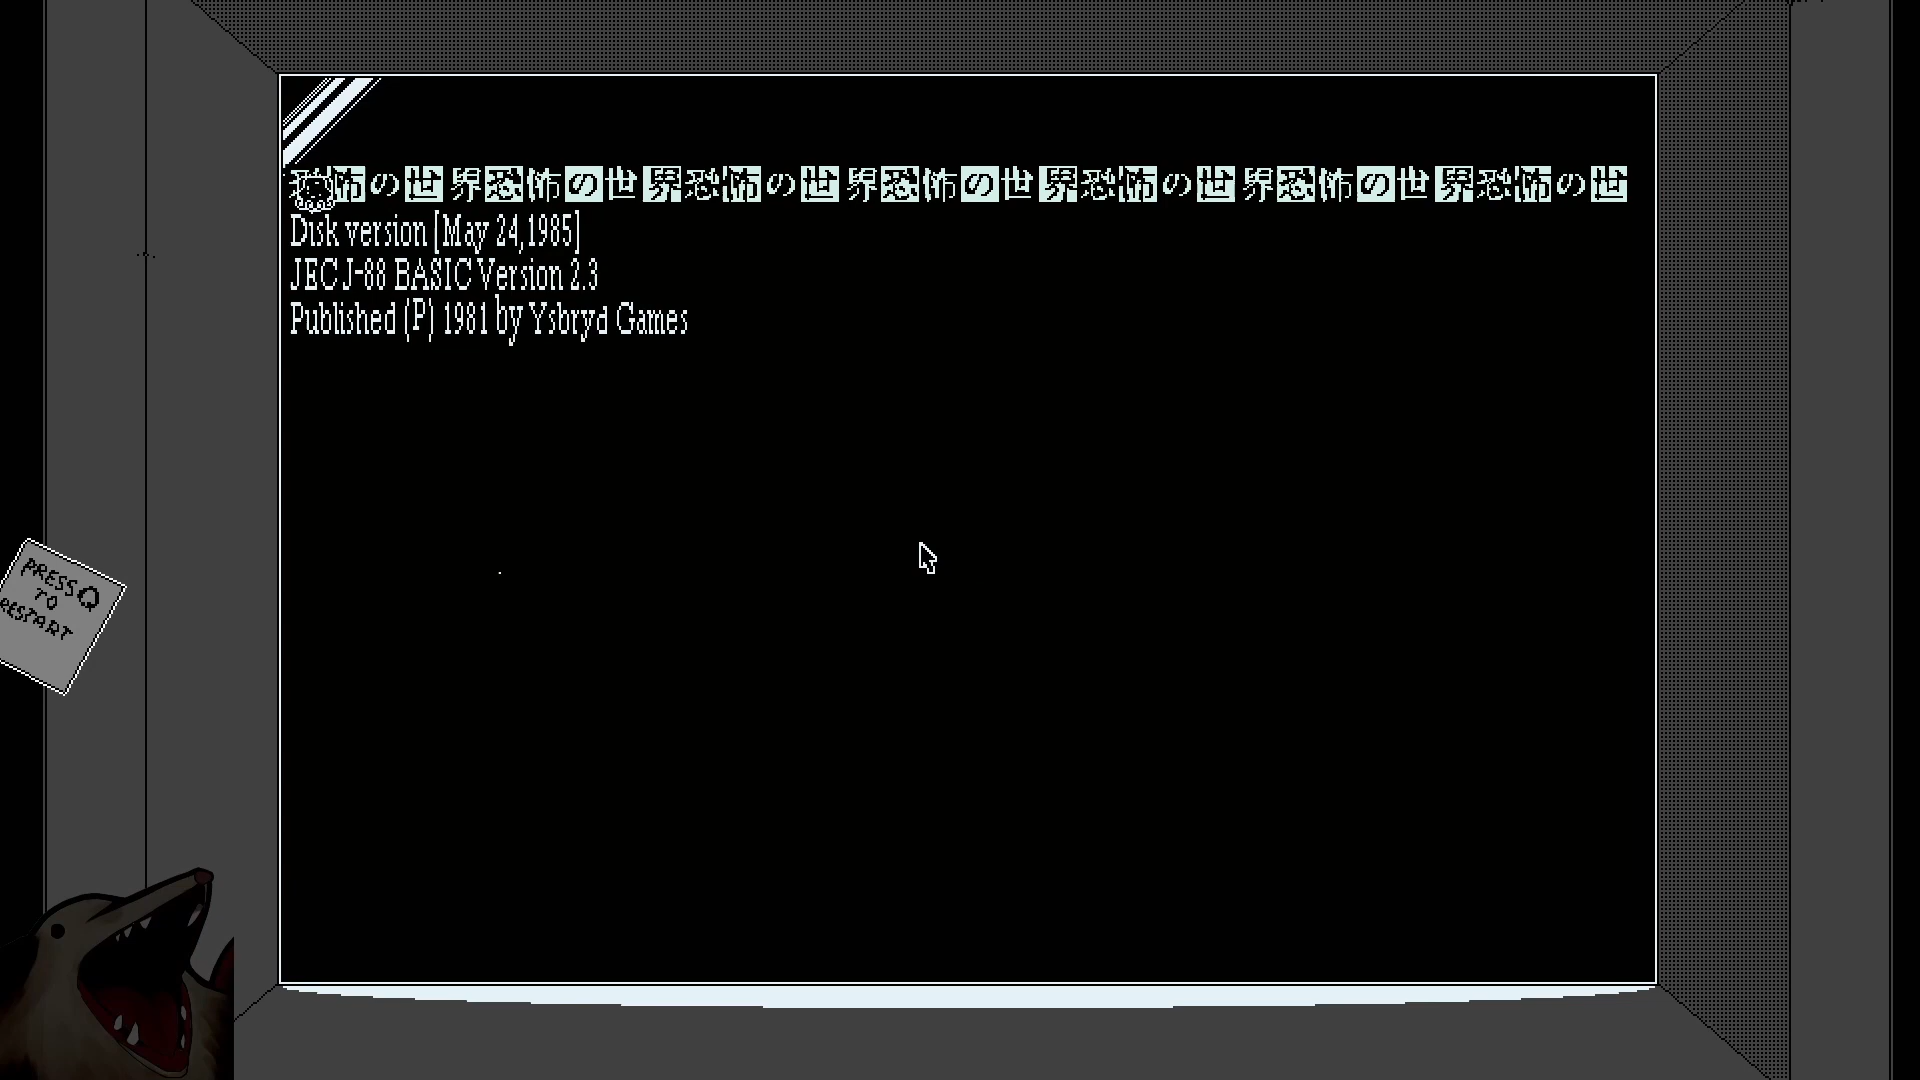 恐怖の世界恐怖の世界恐怖の世界恐怖の世界恐怖の世界恐怖の世界恐怖の世
Disk version [May 24,1985]
JEC J-88 BASIC Version 2.3
Published (P) 1981 by Ysbryd Games
PRESS Q
TO
RESTART